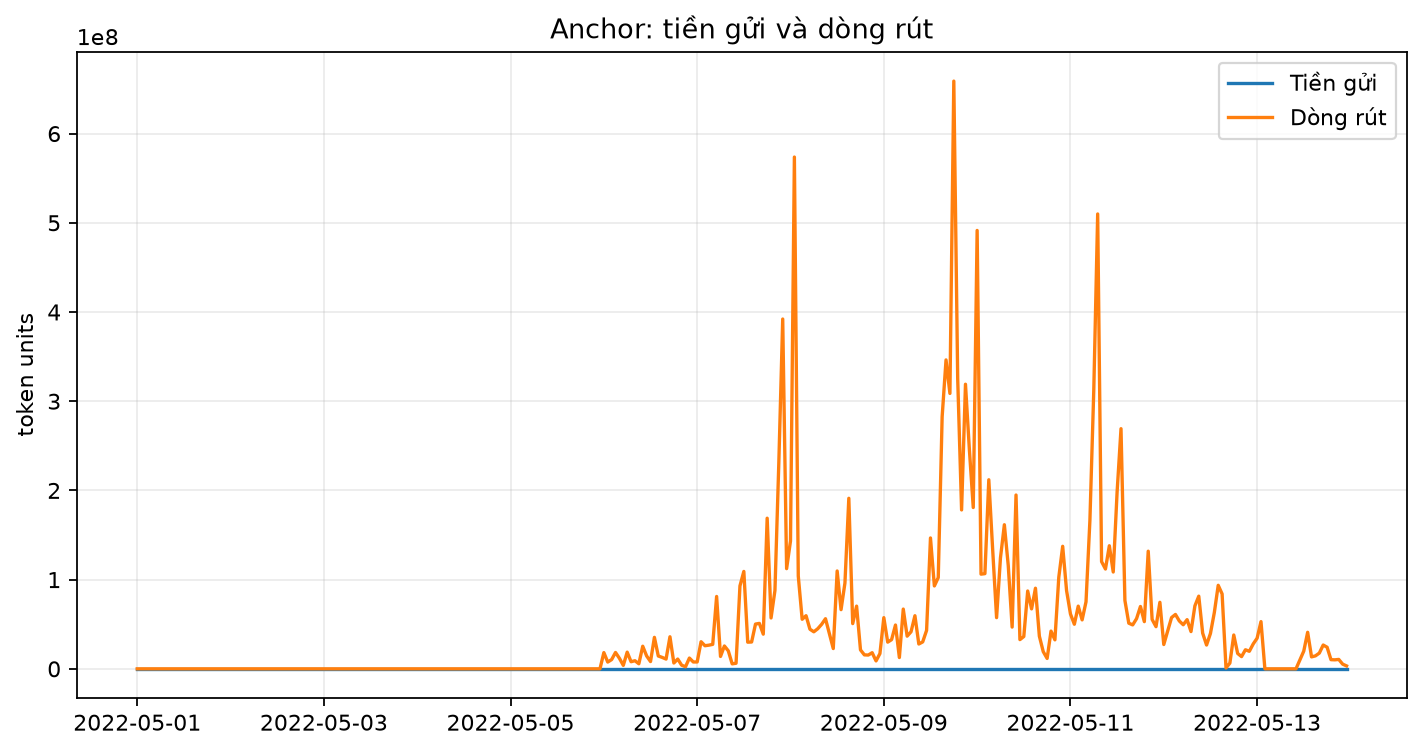 Anchor: tiền gửi và dòng rút
1e8
Tiền gửi
Dòng rút
token units
6
5
4
3
2
1
0
2022-05-01
2022-05-03
2022-05-05
2022-05-07
2022-05-09
2022-05-11
2022-05-13